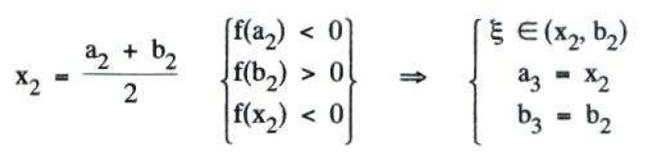 x₂ = (a₂ + b₂) / 2 { f(a₂) < 0 f(b₂) > 0 f(x₂) < 0 } ⇒ { ξ ∈ (x₂, b₂) a₃ = x₂ b₃ = b₂